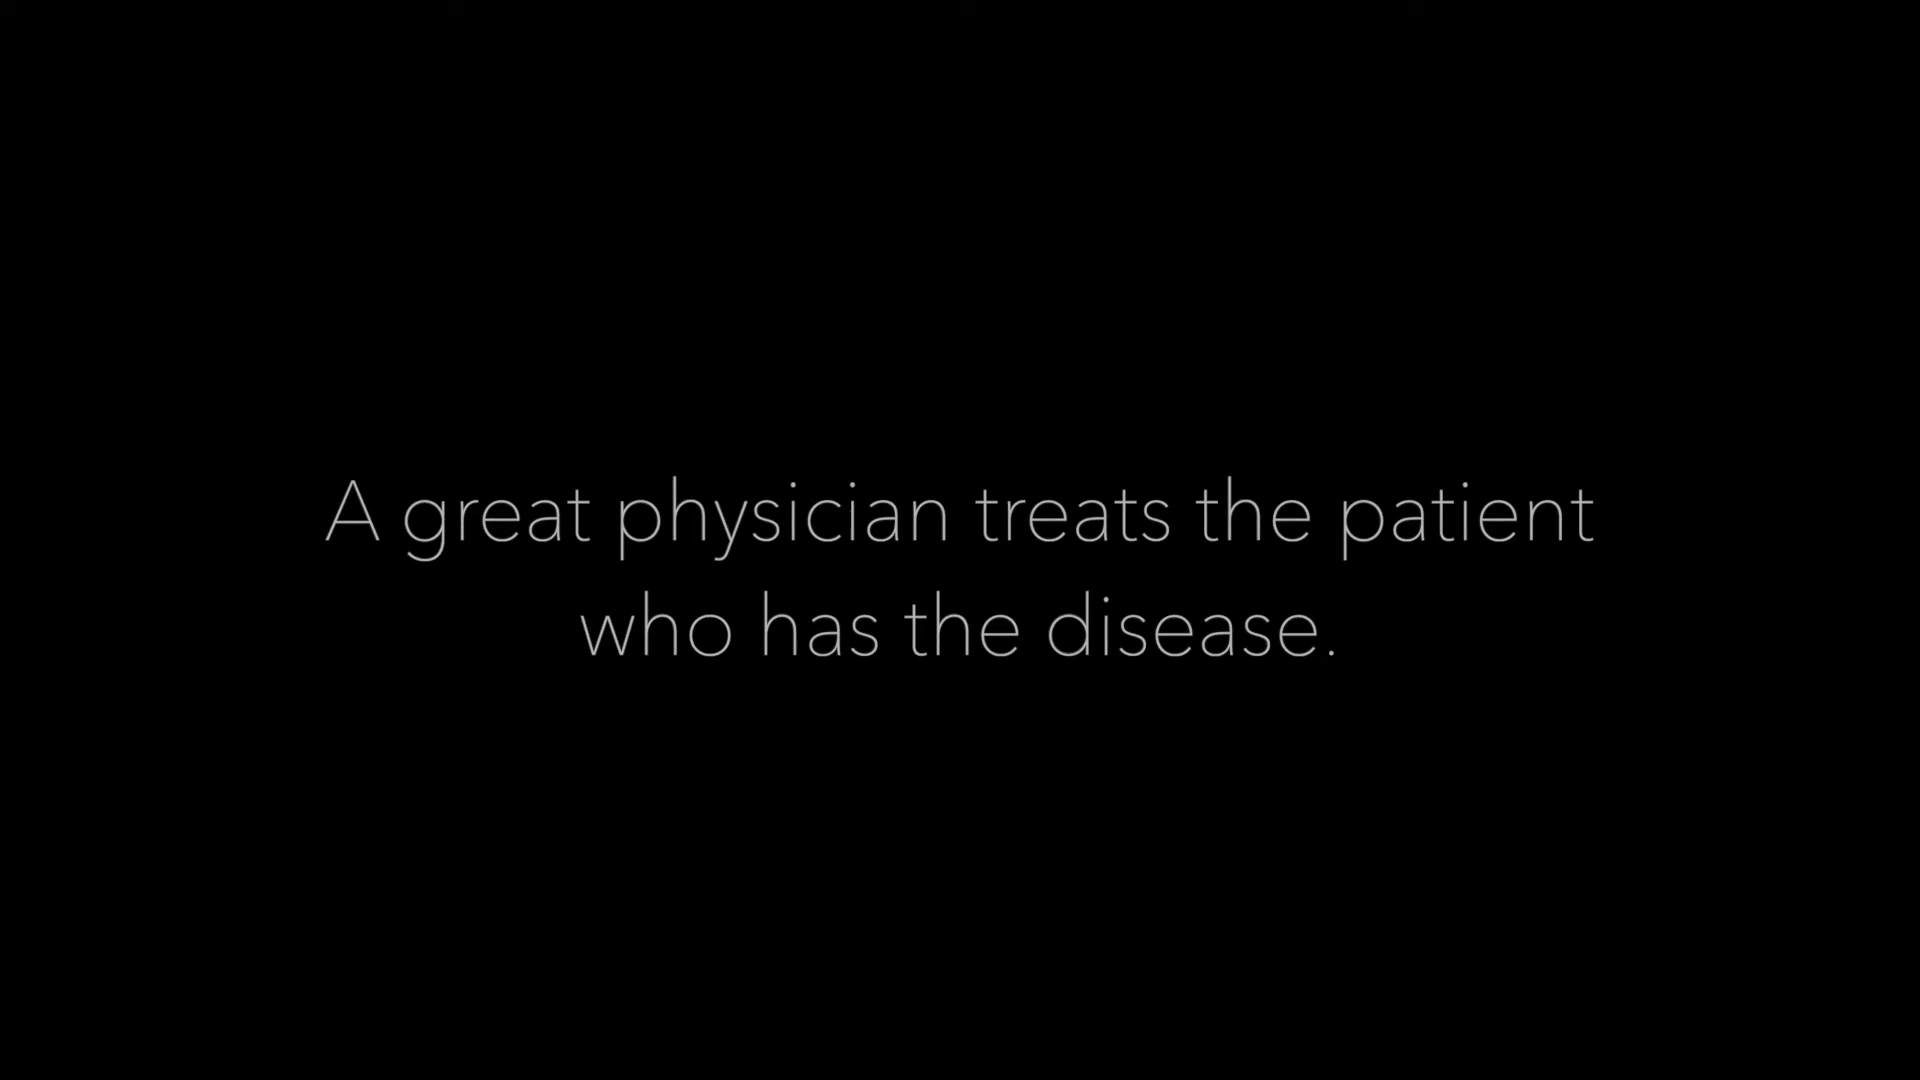 A great physician treats the patient
who has the disease.